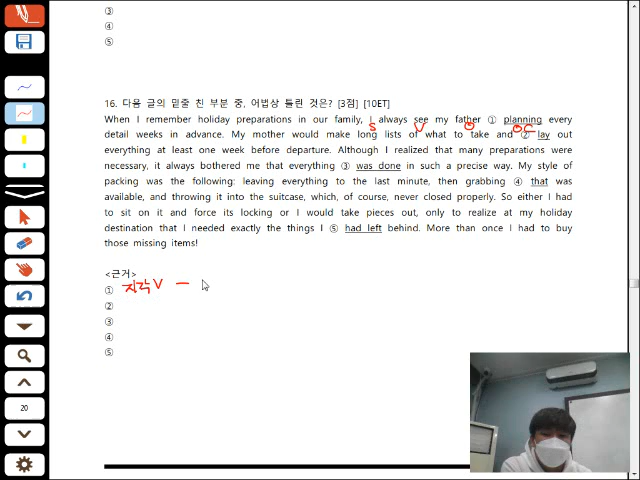 ③
④
⑤
16. 다음 글의 밑줄 친 부분 중, 어법상 틀린 것은? [3점] [10ET]
When I remember holiday preparations in our family, I always see my father ① planning every
S V O OC
detail weeks in advance. My mother would make long lists of what to take and ② lay out
everything at least one week before departure. Although I realized that many preparations were
necessary, it always bothered me that everything ③ was done in such a precise way. My style of
packing was the following: leaving everything to the last minute, then grabbing ④ that was
available, and throwing it into the suitcase, which, of course, never closed properly. So either I had
to sit on it and force its locking or I would take pieces out, only to realize at my holiday
destination that I needed exactly the things I ⑤ had left behind. More than once I had to buy
those missing items!
<근거>
① 지각V –
②
③
④
⑤
20